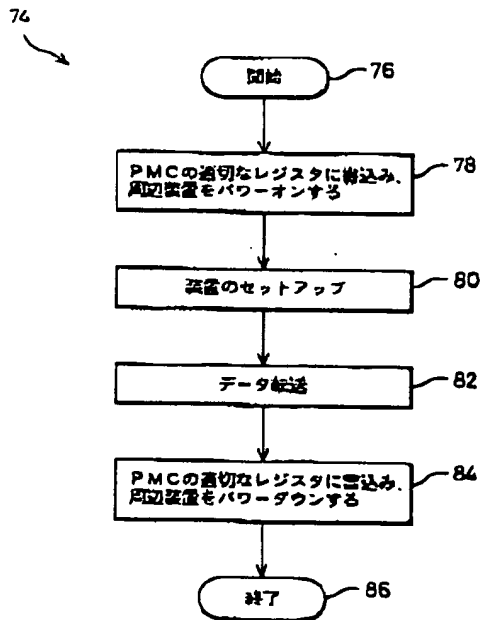 74
開始
76
PMCの適切なレジスタに書込み、
周辺装置をパワーオンする
78
装置のセットアップ
80
データ転送
82
PMCの適切なレジスタに書込み、
周辺装置をパワーダウンする
84
終了
86